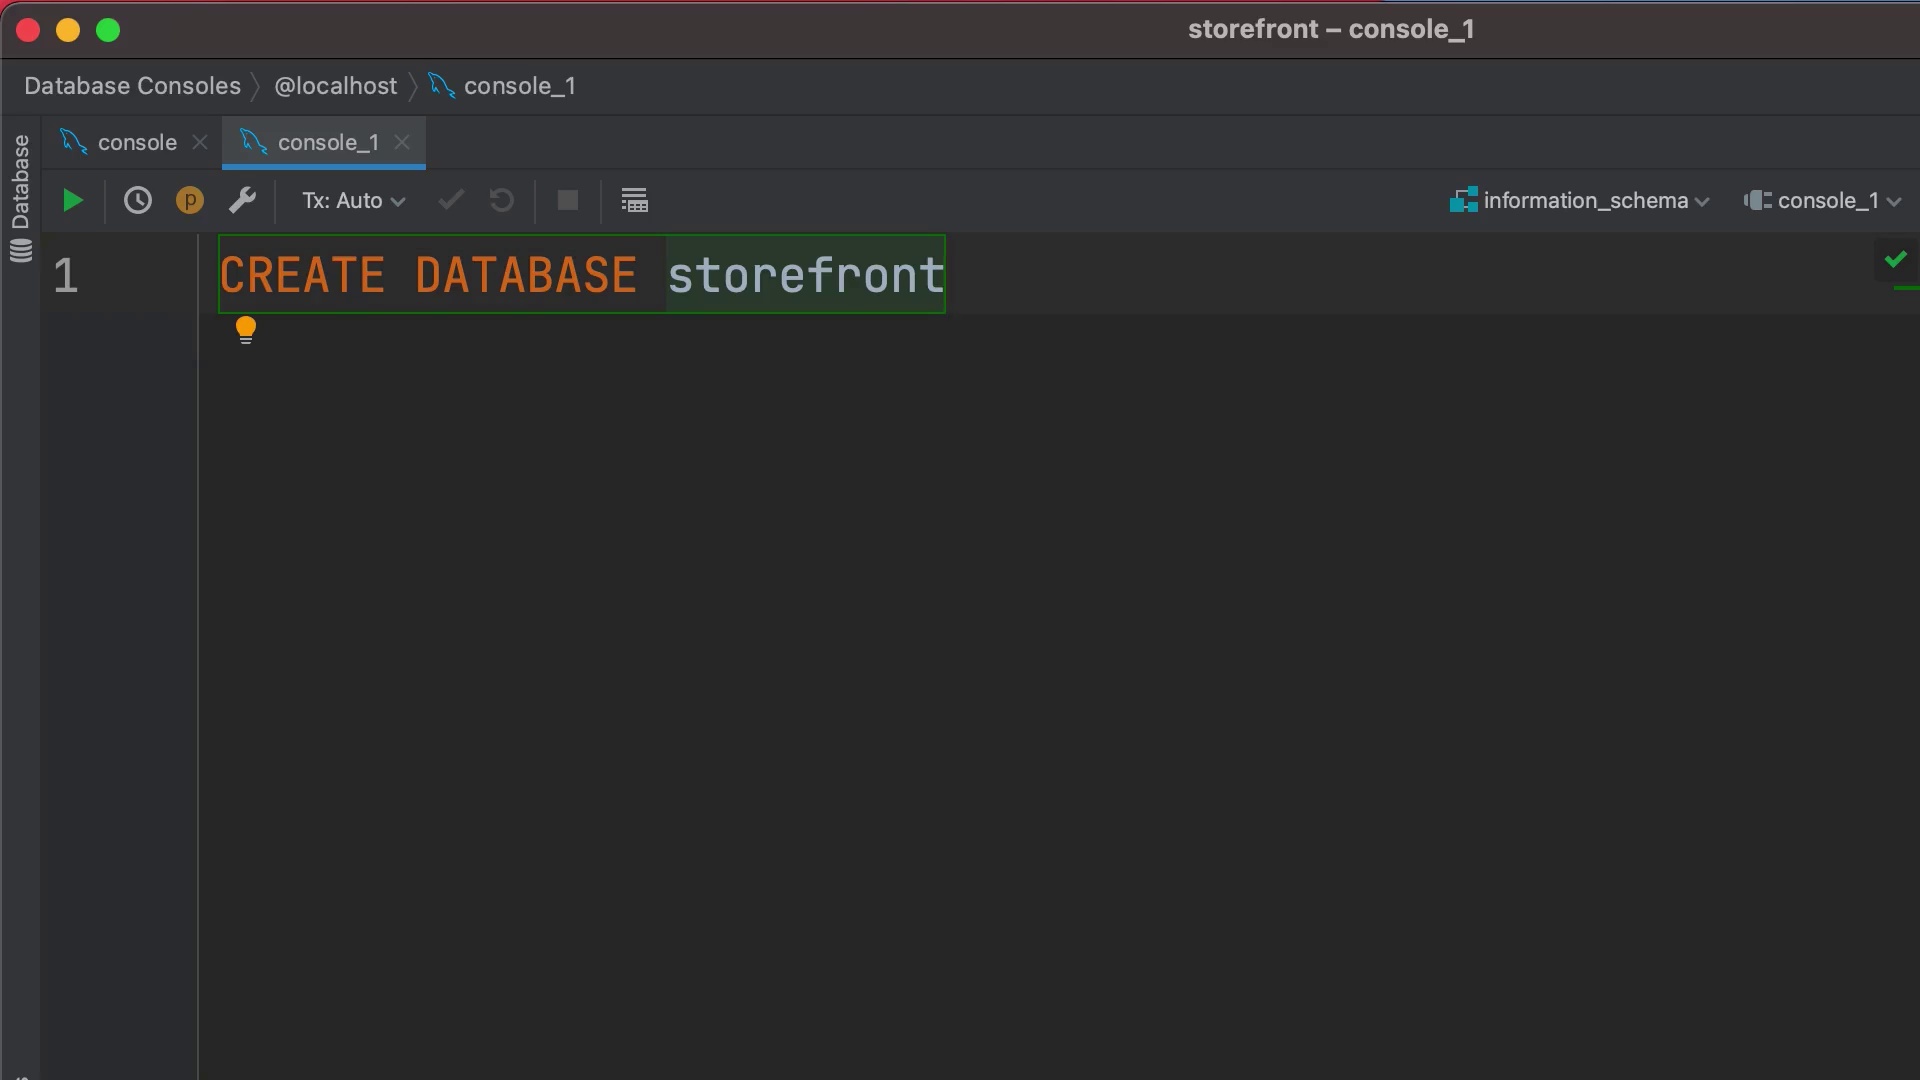 storefront – console_1
Database Consoles @localhost console_1
console console_1
Database
p Tx: Auto information_schema console_1
1 CREATE DATABASE storefront